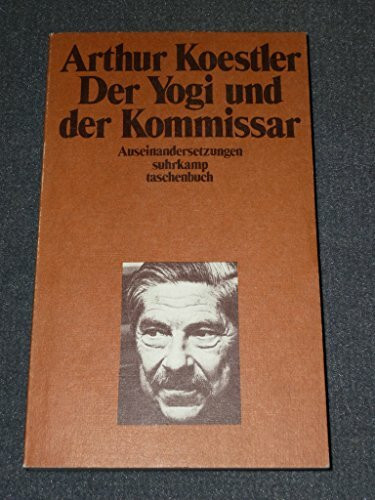 Arthur Koestler
Der Yogi und
der Kommissar
Auseinandersetzungen
suhrkamp
taschenbuch